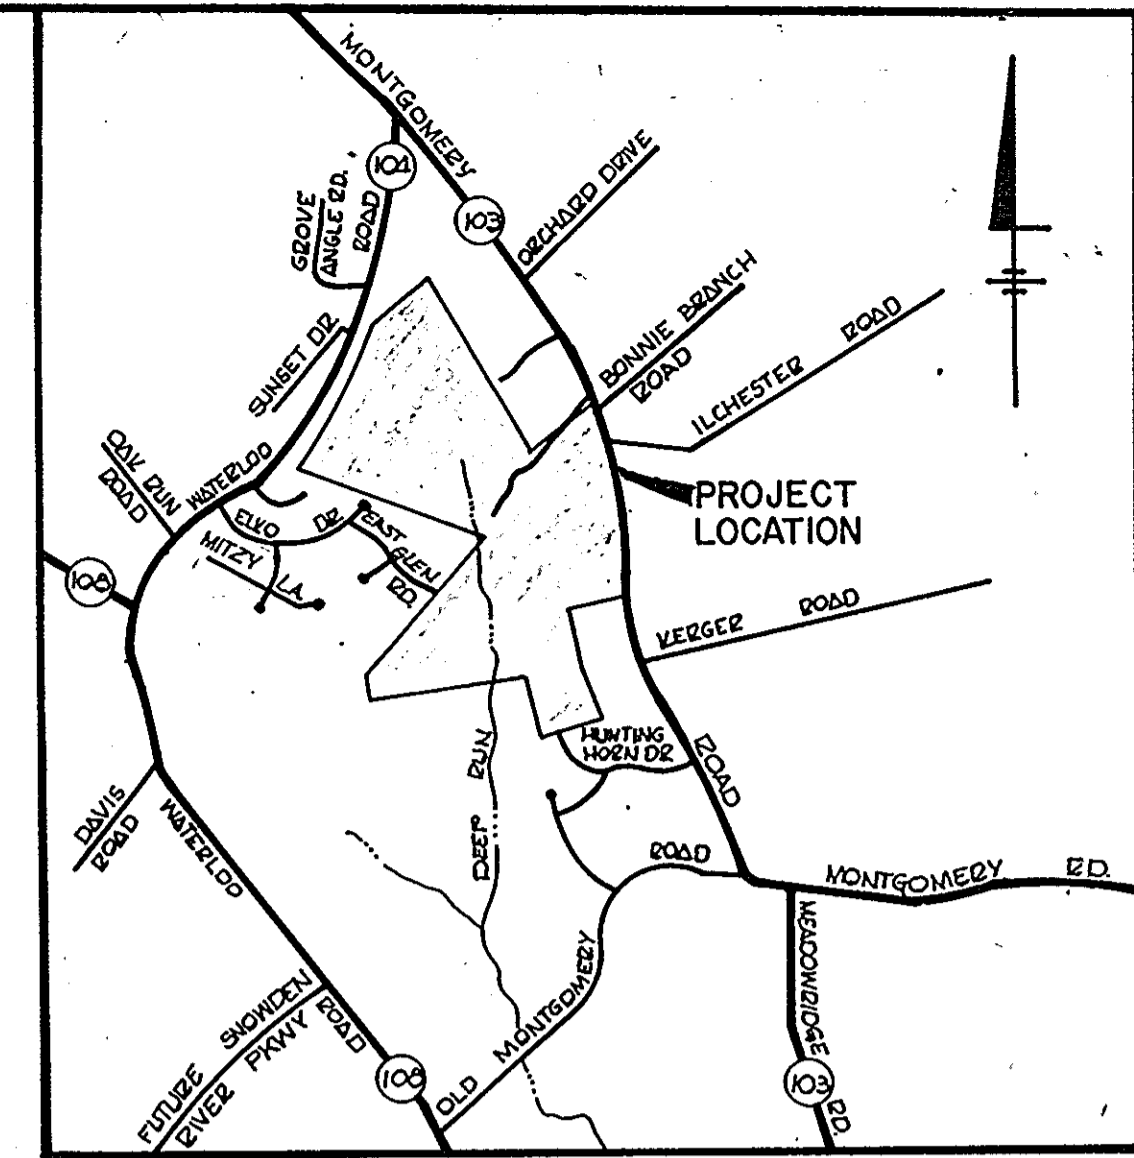 MONTGOMERY
104
GROVE
ANGLE RD.
ROAD
103
ORCHARD DRIVE
BONNIE BRANCH
ROAD
ILCHESTER ROAD
SUNSET DR
OAK RUN
ROAD
WATERLOO
PROJECT
LOCATION
ELKO DR
EAST
GLEN
RD.
MITZY LA.
108
KERGER ROAD
HUNTING
HORN DR
ROAD
DEEP RUN
DAVIS
ROAD
WATERLOO
ROAD
ROAD
MONTGOMERY RD.
MEADOWRIDGE
RD.
103
FUTURE SNOWDEN
RIVER PKWY
108
OLD MONTGOMERY